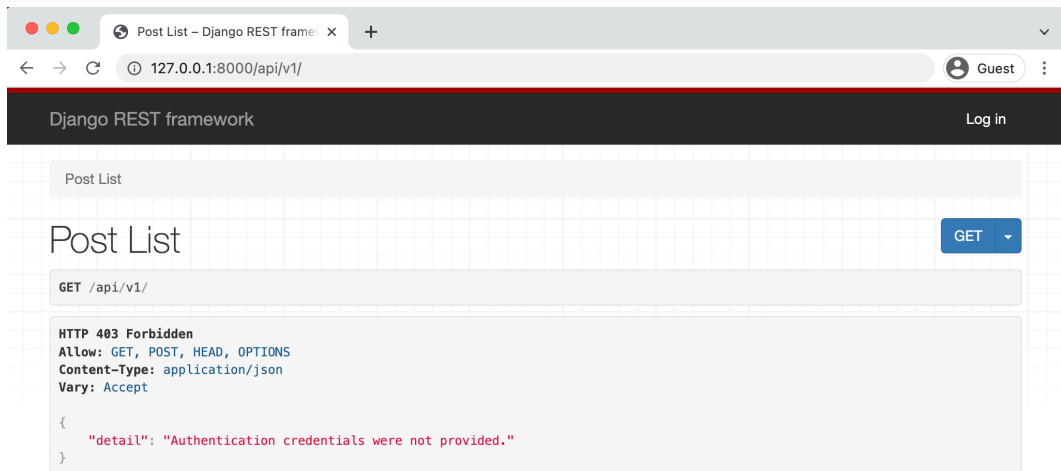 Post List – Django REST framew
127.0.0.1:8000/api/v1/
Guest
Django REST framework
Log in
Post List
Post List
GET
GET /api/v1/
HTTP 403 Forbidden
Allow: GET, POST, HEAD, OPTIONS
Content-Type: application/json
Vary: Accept
{
"detail": "Authentication credentials were not provided."
}